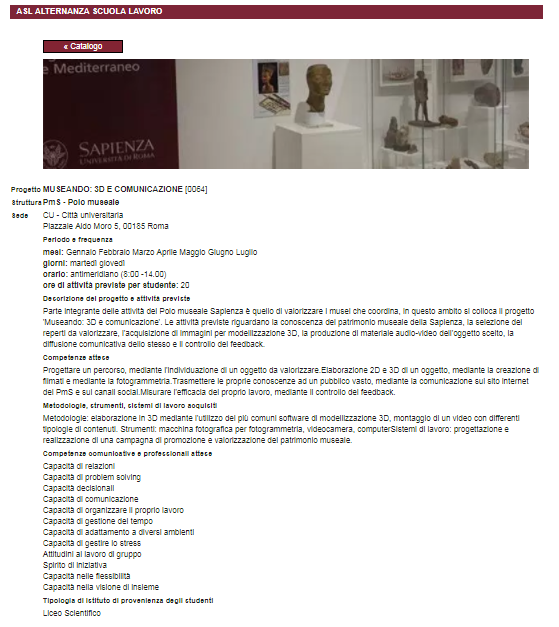 ASL ALTERNANZA SCUOLA LAVORO
« Catalogo
e Mediterraneo
SAPIENZA
UNIVERSITÀ DI ROMA
Progetto MUSEANDO: 3D E COMUNICAZIONE [0064]
Struttura PmS - Polo museale
Sede CU - Città universitaria
Piazzale Aldo Moro 5, 00185 Roma
Periodo e frequenza
mesi: Gennaio Febbraio Marzo Aprile Maggio Giugno Luglio
giorni: martedì giovedì
orario: antimeridiano (8:00 -14.00)
ore di attività previste per studente: 20
Descrizione del progetto e attività previste
Parte integrante delle attività del Polo museale Sapienza è quello di valorizzare i musei che coordina, in questo ambito si colloca il progetto
'Museando: 3D e comunicazione'. Le attività previste riguardano la conoscenza del patrimonio museale della Sapienza, la selezione dei
reperti da valorizzare, l'acquisizione di immagini per modellizzazione 3D, la produzione di materiale audio-video dell'oggetto scelto, la
diffusione comunicativa dello stesso e il controllo dei feedback.
Competenze attese
Progettare un percorso, mediante l'individuazione di un oggetto da valorizzare.Elaborazione 2D e 3D di un oggetto, mediante la creazione di
filmati e mediante la fotogrammetria.Trasmettere le proprie conoscenze ad un pubblico vasto, mediante la comunicazione sul sito internet
del PmS e sui canali social.Misurare l'efficacia del proprio lavoro, mediante il controllo dei feedback.
Metodologie, strumenti, sistemi di lavoro acquisiti
Metodologie: elaborazione in 3D mediante l'utilizzo dei più comuni software di modellizzazione 3D, montaggio di un video con differenti
tipologie di contenuti. Strumenti: macchina fotografica per fotogrammetria, videocamera, computerSistemi di lavoro: progettazione e
realizzazione di una campagna di promozione e valorizzazione del patrimonio museale.
Competenze comunicative e professionali attese
Capacità di relazioni
Capacità di problem solving
Capacità decisionali
Capacità di comunicazione
Capacità di organizzare il proprio lavoro
Capacità di gestione del tempo
Capacità di adattamento a diversi ambienti
Capacità di gestire lo stress
Attitudini al lavoro di gruppo
Spirito di iniziativa
Capacità nelle flessibilità
Capacità nella visione di insieme
Tipologia di istituto di provenienza degli studenti
Liceo Scientifico